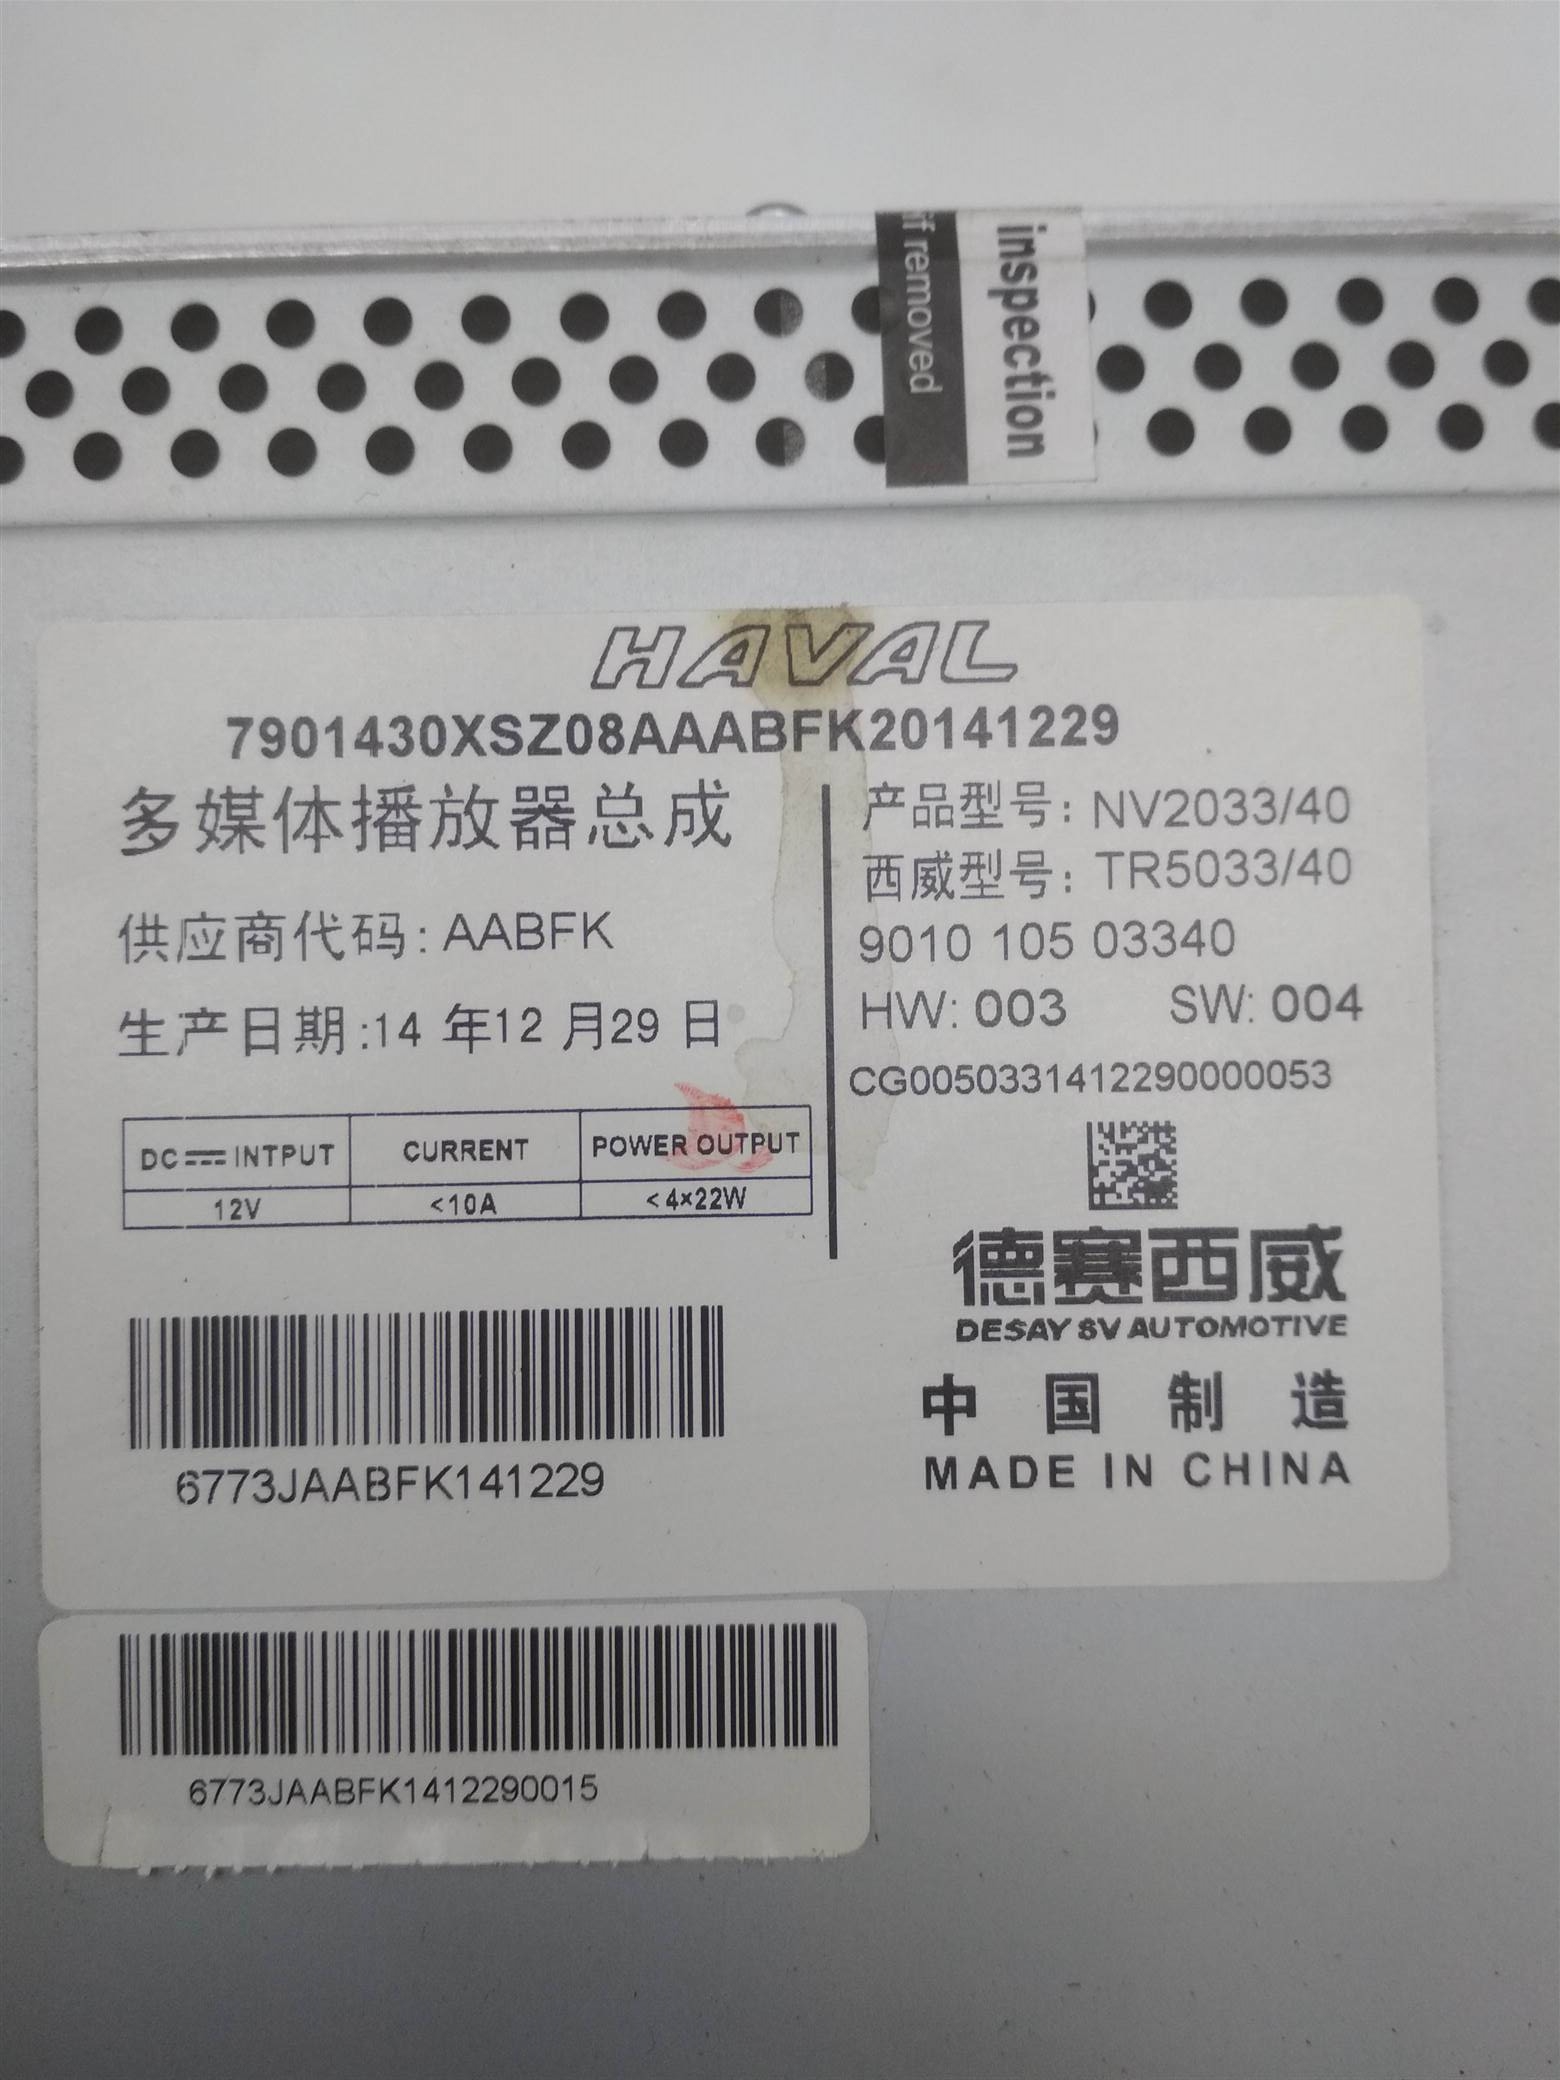 if removed
inspection
HAVAL
7901430XSZ08AAABFK20141229
多媒体播放器总成
供应商代码:AABFK
生产日期:14 年12 月29 日
DC INTPUT CURRENT POWER OUTPUT
12V <10A <4×22W
产品型号: NV2033/40
西威型号: TR5033/40
9010 105 03340
HW: 003 SW: 004
CG0050331412290000053
德赛西威
DESAY SV AUTOMOTIVE
中国制造
MADE IN CHINA
6773JAABFK141229
6773JAABFK1412290015